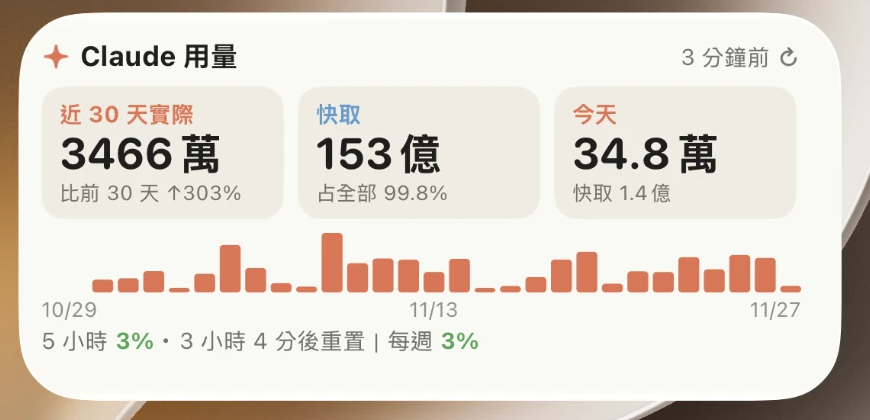 Claude 用量
3 分鐘前
近 30 天實際
3466 萬
比前 30 天 ↑303%
快取
153 億
占全部 99.8%
今天
34.8 萬
快取 1.4 億
10/29
11/13
11/27
5 小時 3%・3 小時 4 分後重置 | 每週 3%